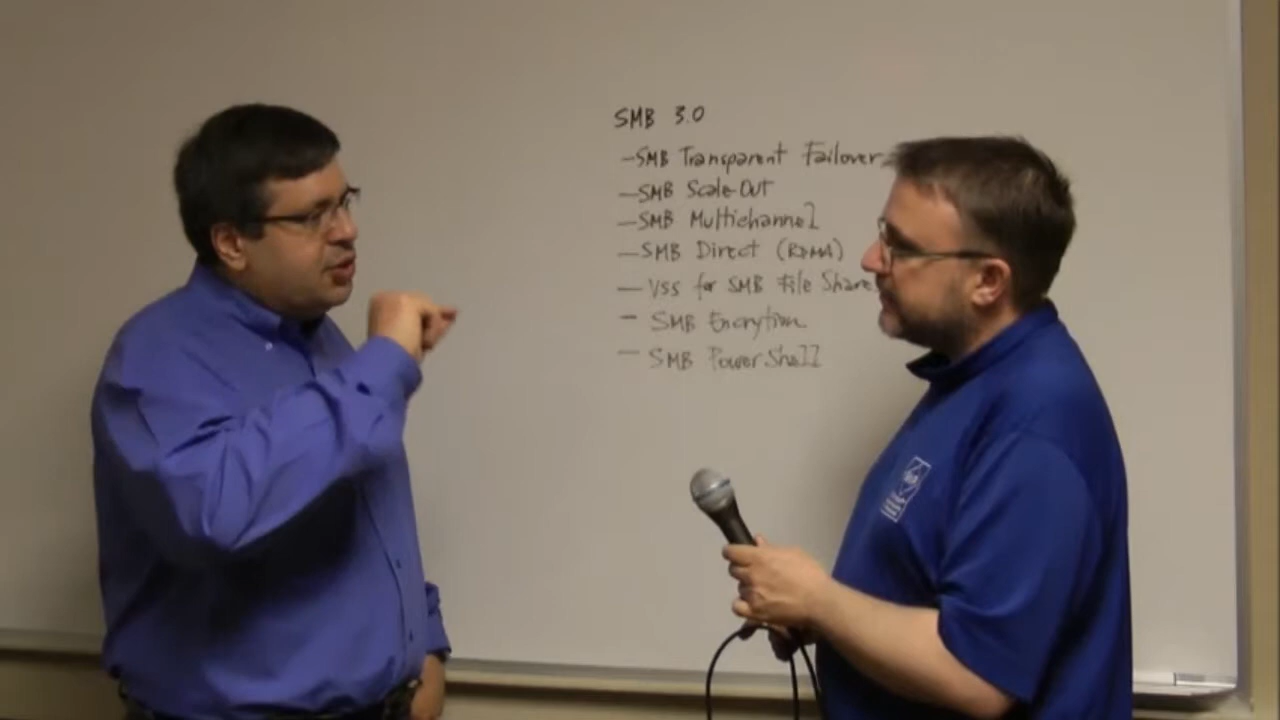 SMB 3.0
-SMB Transparent Failover
-SMB Scale-Out
-SMB Multichannel
-SMB Direct (RDMA)
-VSS for SMB File Share
- SMB Encrytion
- SMB PowerShell